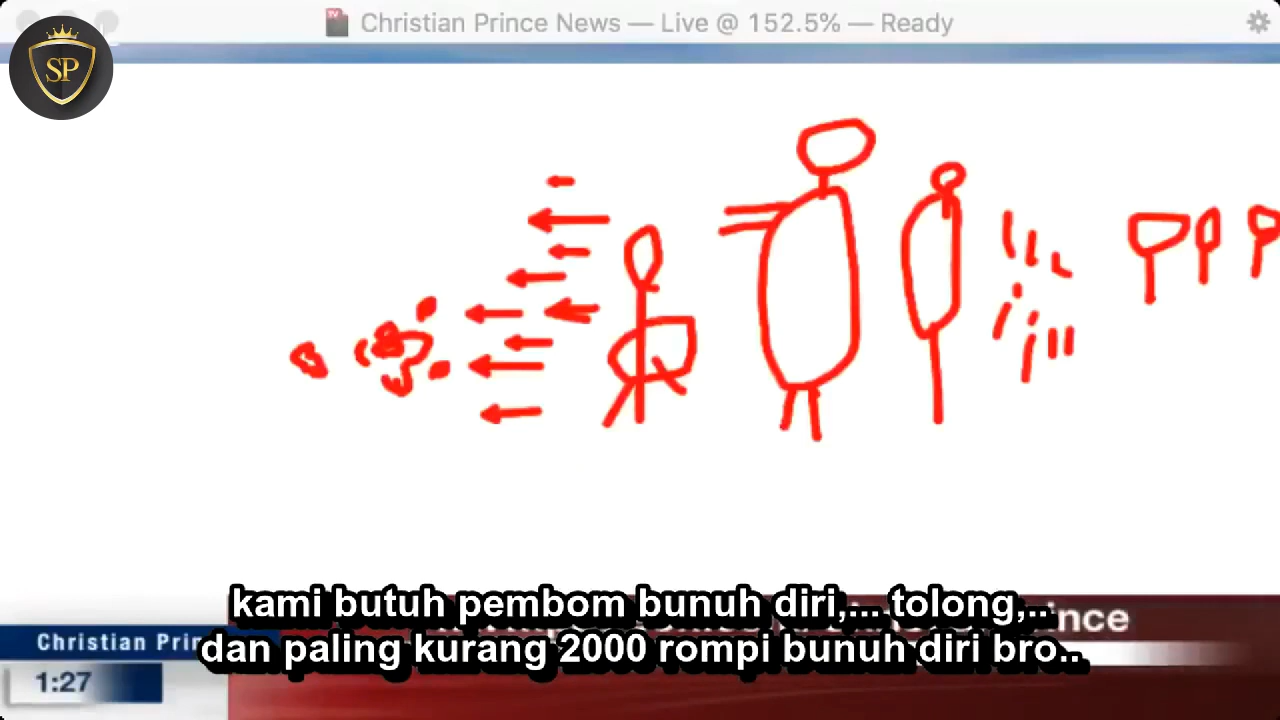 Christian Prince News — Live @ 152.5% — Ready
SP
kami butuh pembom bunuh diri,... tolong,..
dan paling kurang 2000 rompi bunuh diri bro..
Christian Prin
1:27